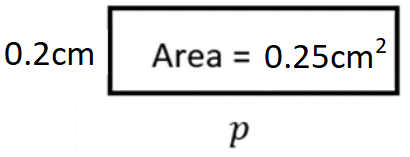 0.2cm Area = 0.25cm²
p